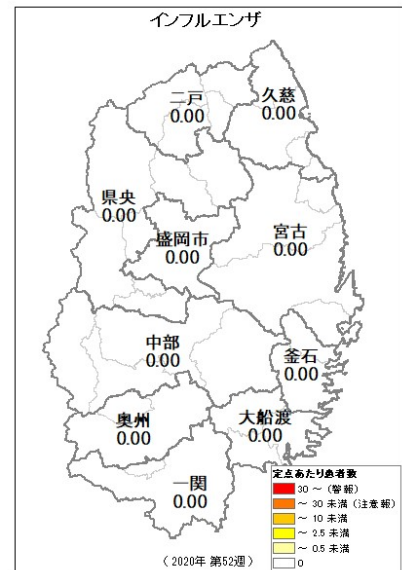 インフルエンザ
二戸
0.00
久慈
0.00
県央
0.00
盛岡市
0.00
宮古
0.00
中部
0.00
釜石
0.00
奥州
0.00
大船渡
0.00
一関
0.00
定点あたり患者数
30 ～ (警報)
～ 30 未満 (注意報)
～ 10 未満
～ 2.5 未満
～ 0.5 未満
0
(2020年 第52週)